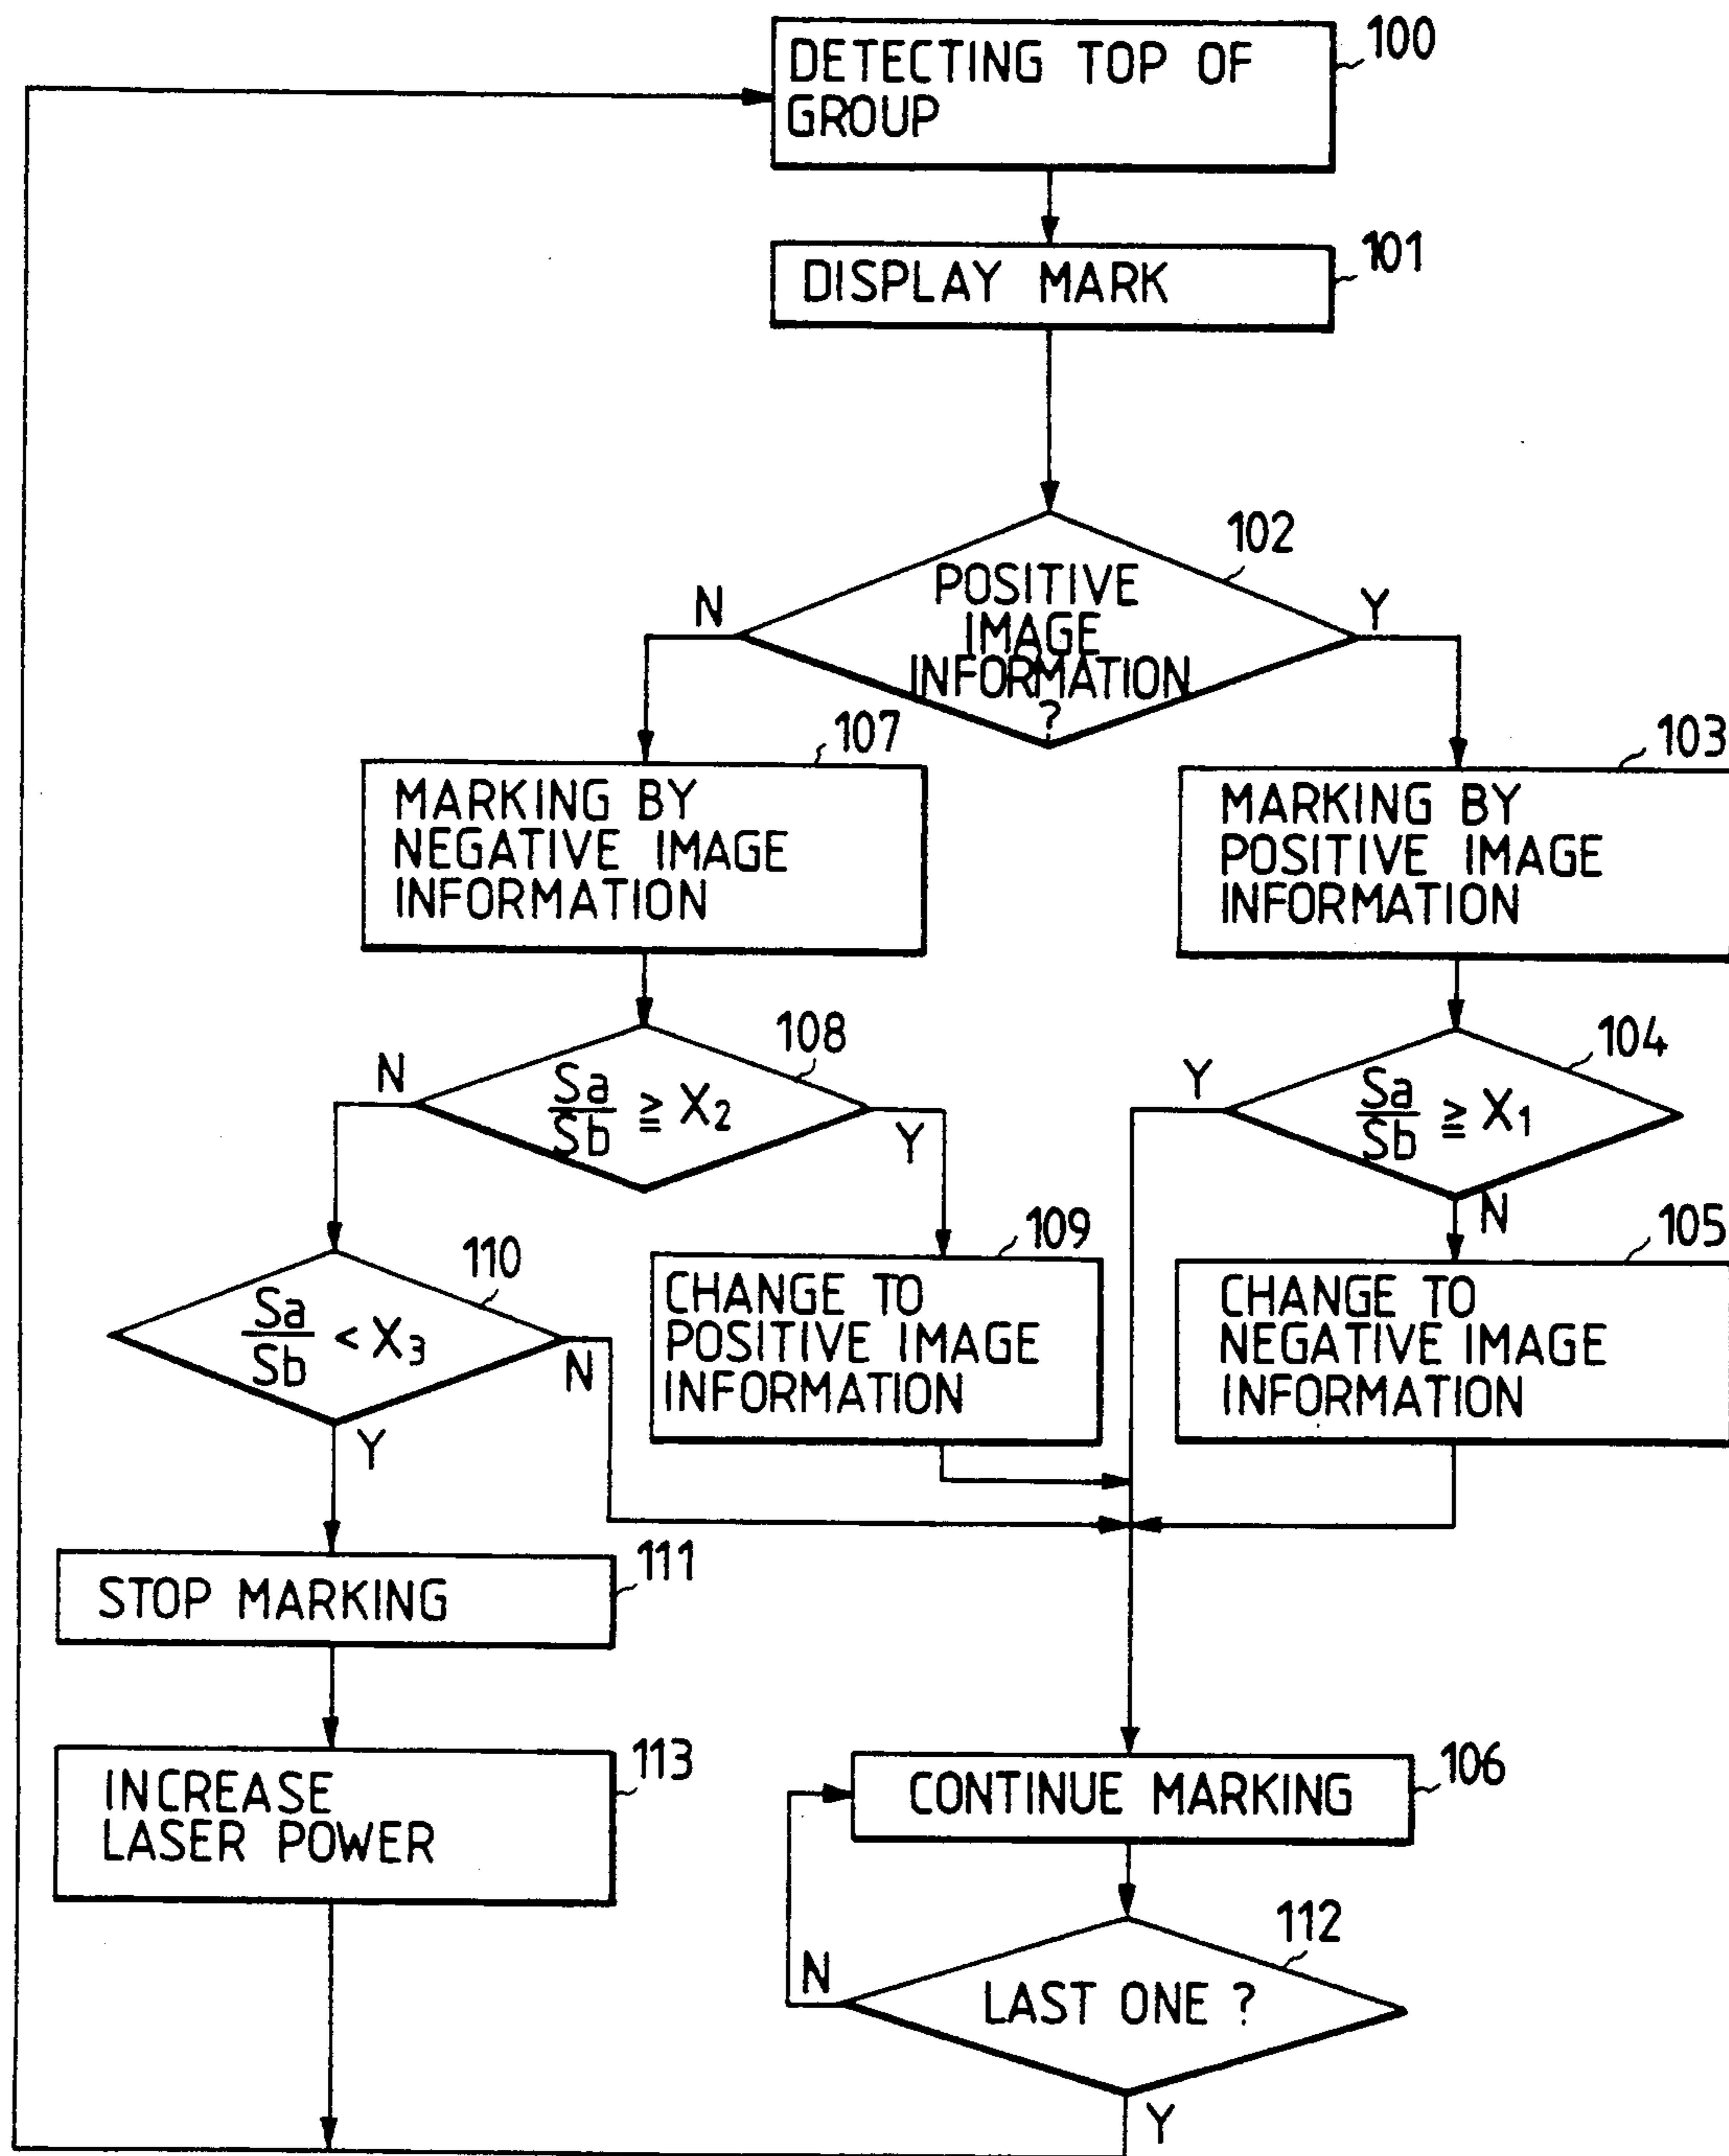 100
DETECTING TOP OF
GROUP
101
DISPLAY MARK
102
POSITIVE
IMAGE
INFORMATION
?
N
Y
107
MARKING BY
NEGATIVE IMAGE
INFORMATION
103
MARKING BY
POSITIVE IMAGE
INFORMATION
108
N
Sa
Sb ≧ X2
Y
104
Y
Sa
Sb ≧ X1
N
110
Sa
Sb < X3
N
Y
109
CHANGE TO
POSITIVE IMAGE
INFORMATION
105
CHANGE TO
NEGATIVE IMAGE
INFORMATION
111
STOP MARKING
113
INCREASE
LASER POWER
106
CONTINUE MARKING
112
N
LAST ONE ?
Y